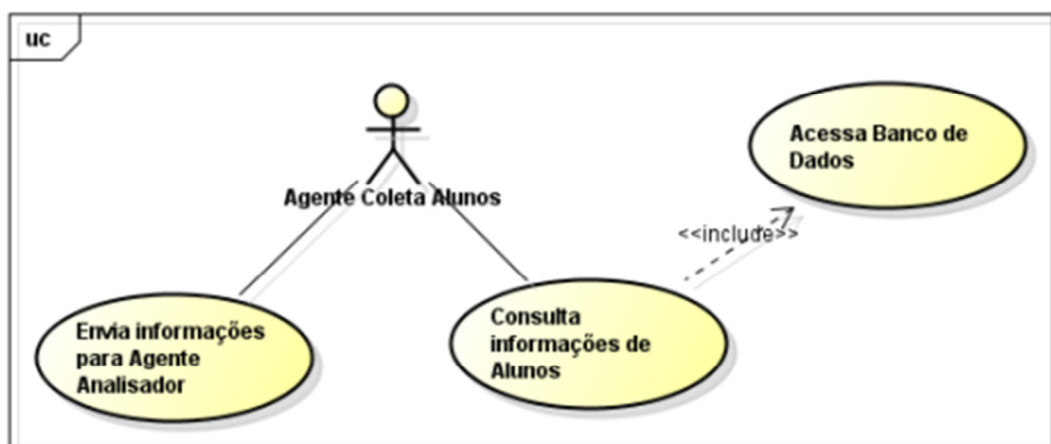 uc
Agente Coleta Alunos
Acessa Banco de
Dados
<<include>>
Envia informações
para Agente
Analisador
Consulta
informações de
Alunos